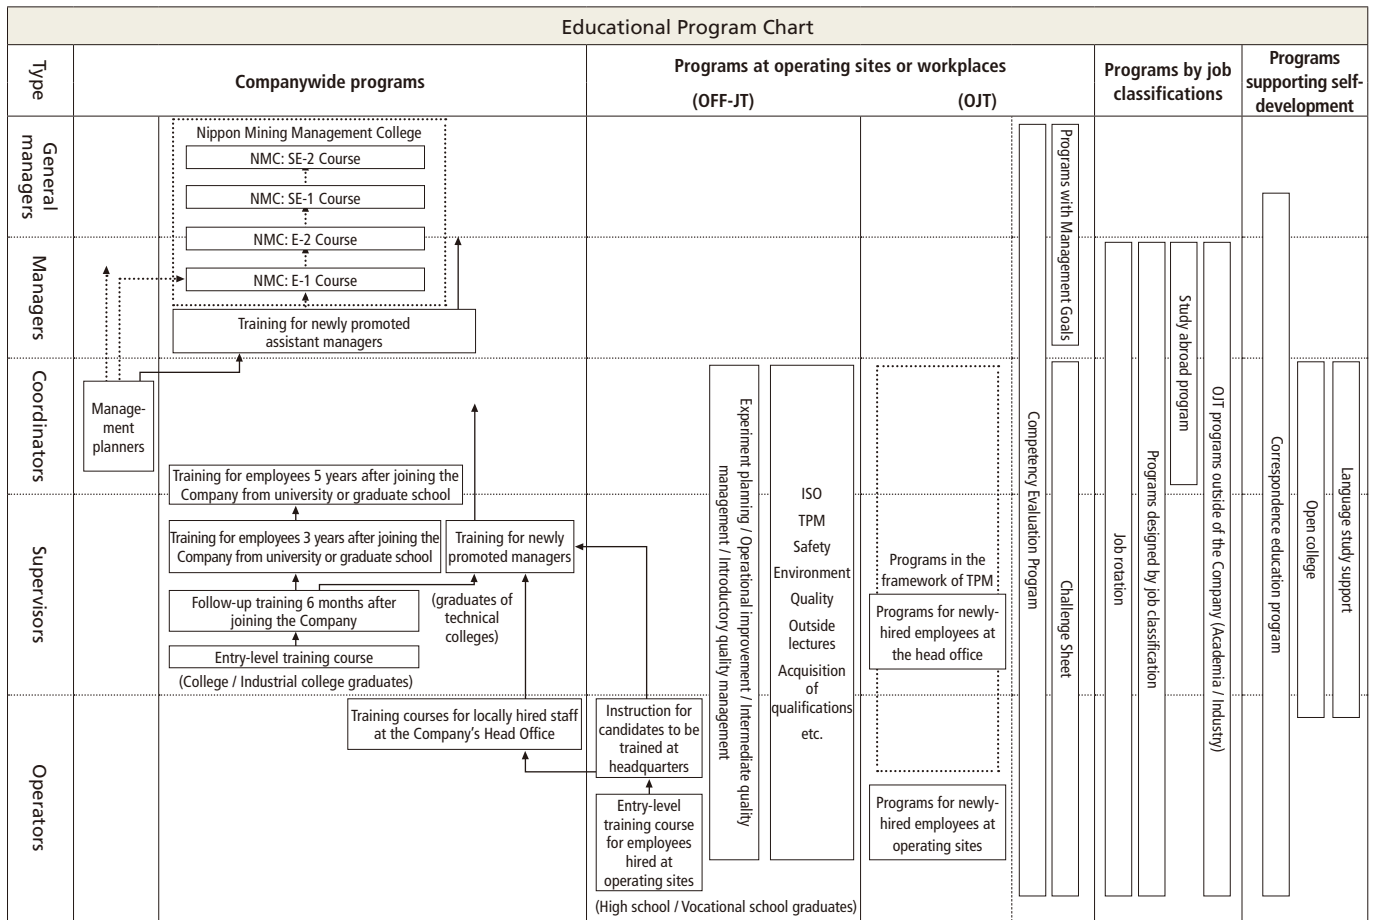 Educational Program Chart
Type
Companywide programs
Programs at operating sites or workplaces
(OFF-JT)
(OJT)
Programs by job
classifications
Programs
supporting self-
development
General
managers
Nippon Mining Management College
NMC: SE-2 Course
NMC: SE-1 Course
NMC: E-2 Course
Managers
NMC: E-1 Course
Training for newly promoted
assistant managers
Coordinators
Manage-
ment
planners
Training for employees 5 years after joining the
Company from university or graduate school
Supervisors
Training for employees 3 years after joining the
Company from university or graduate school
Training for newly
promoted managers
Follow-up training 6 months after
joining the Company
(graduates of
technical
colleges)
Entry-level training course
(College / Industrial college graduates)
Operators
Training courses for locally hired staff
at the Company's Head Office
Instruction for
candidates to be
trained at
headquarters
Entry-level
training course
for employees
hired at
operating sites
(High school / Vocational school graduates)
Experiment planning / Operational improvement / Intermediate quality
management / Introductory quality management
ISO
TPM
Safety
Environment
Quality
Outside
lectures
Acquisition
of
qualifications
etc.
Programs in the
framework of TPM
Programs for newly-
hired employees at
the head office
Programs for newly-
hired employees at
operating sites
Competency Evaluation Program
Programs with Management Goals
Challenge Sheet
Job rotation
Programs designed by job classification
Study abroad program
OJT programs outside of the Company (Academia / Industry)
Correspondence education program
Open college
Language study support